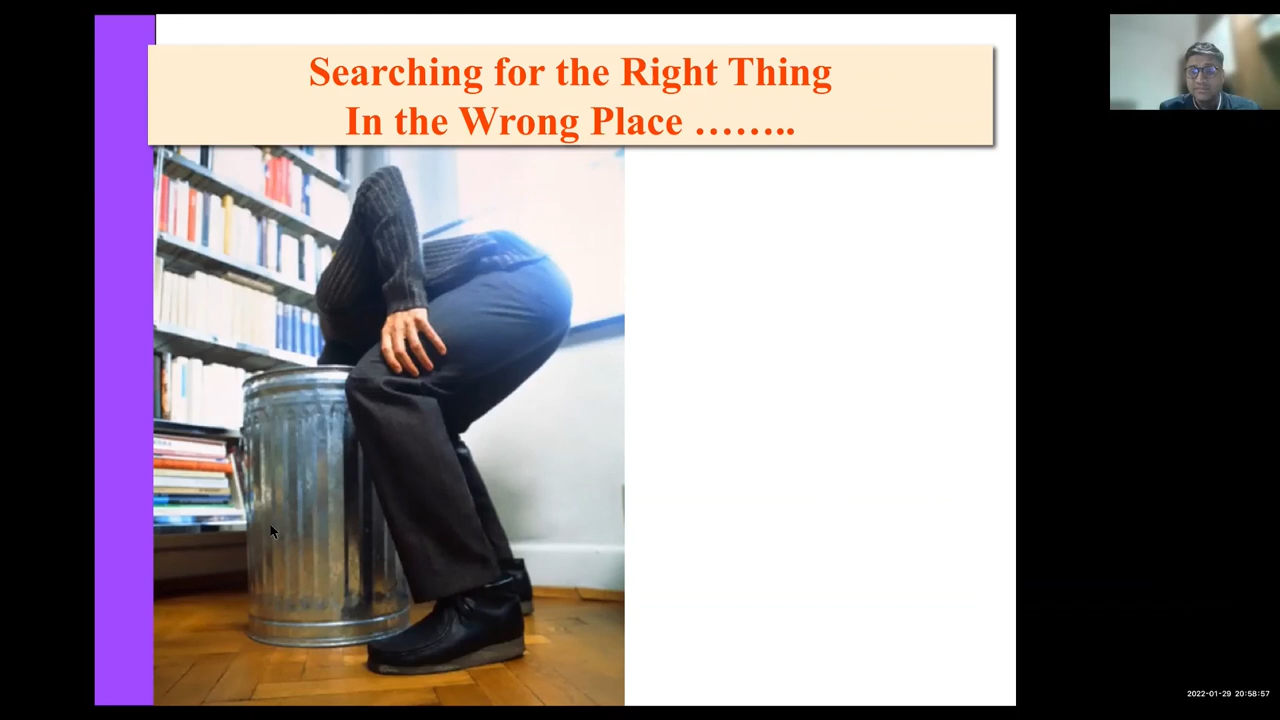 Searching for the Right Thing
In the Wrong Place ……..
2022-01-29 20:58:57